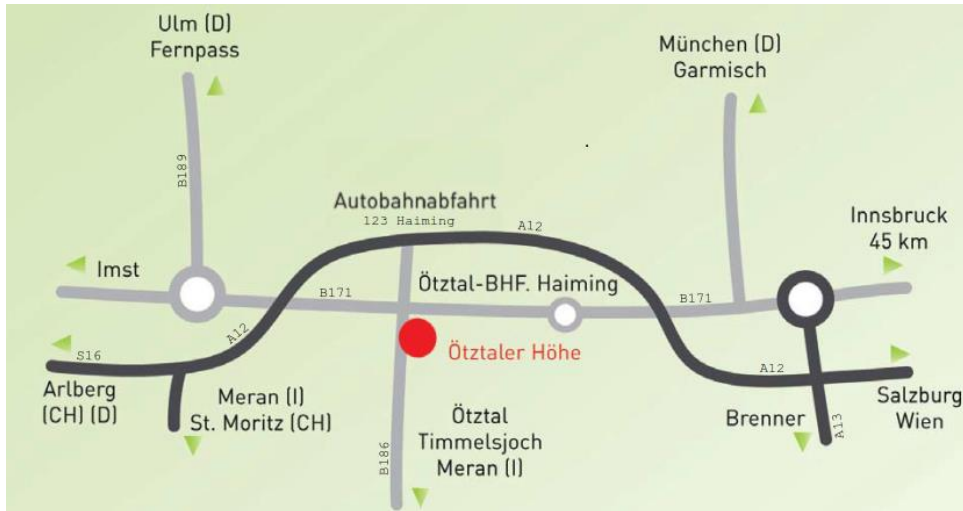 Ulm (D)
Fernpass
München (D)
Garmisch
B189
Autobahnabfahrt
123 Haiming
A12
Innsbruck
45 km
Imst
Ötztal-BHF. Haiming
B171
B171
A12
S16
Ötztaler Höhe
A12
Arlberg
(CH) (D)
Meran (I)
St. Moritz (CH)
Ötztal
Timmelsjoch
Meran (I)
B186
Brenner
A13
Salzburg
Wien